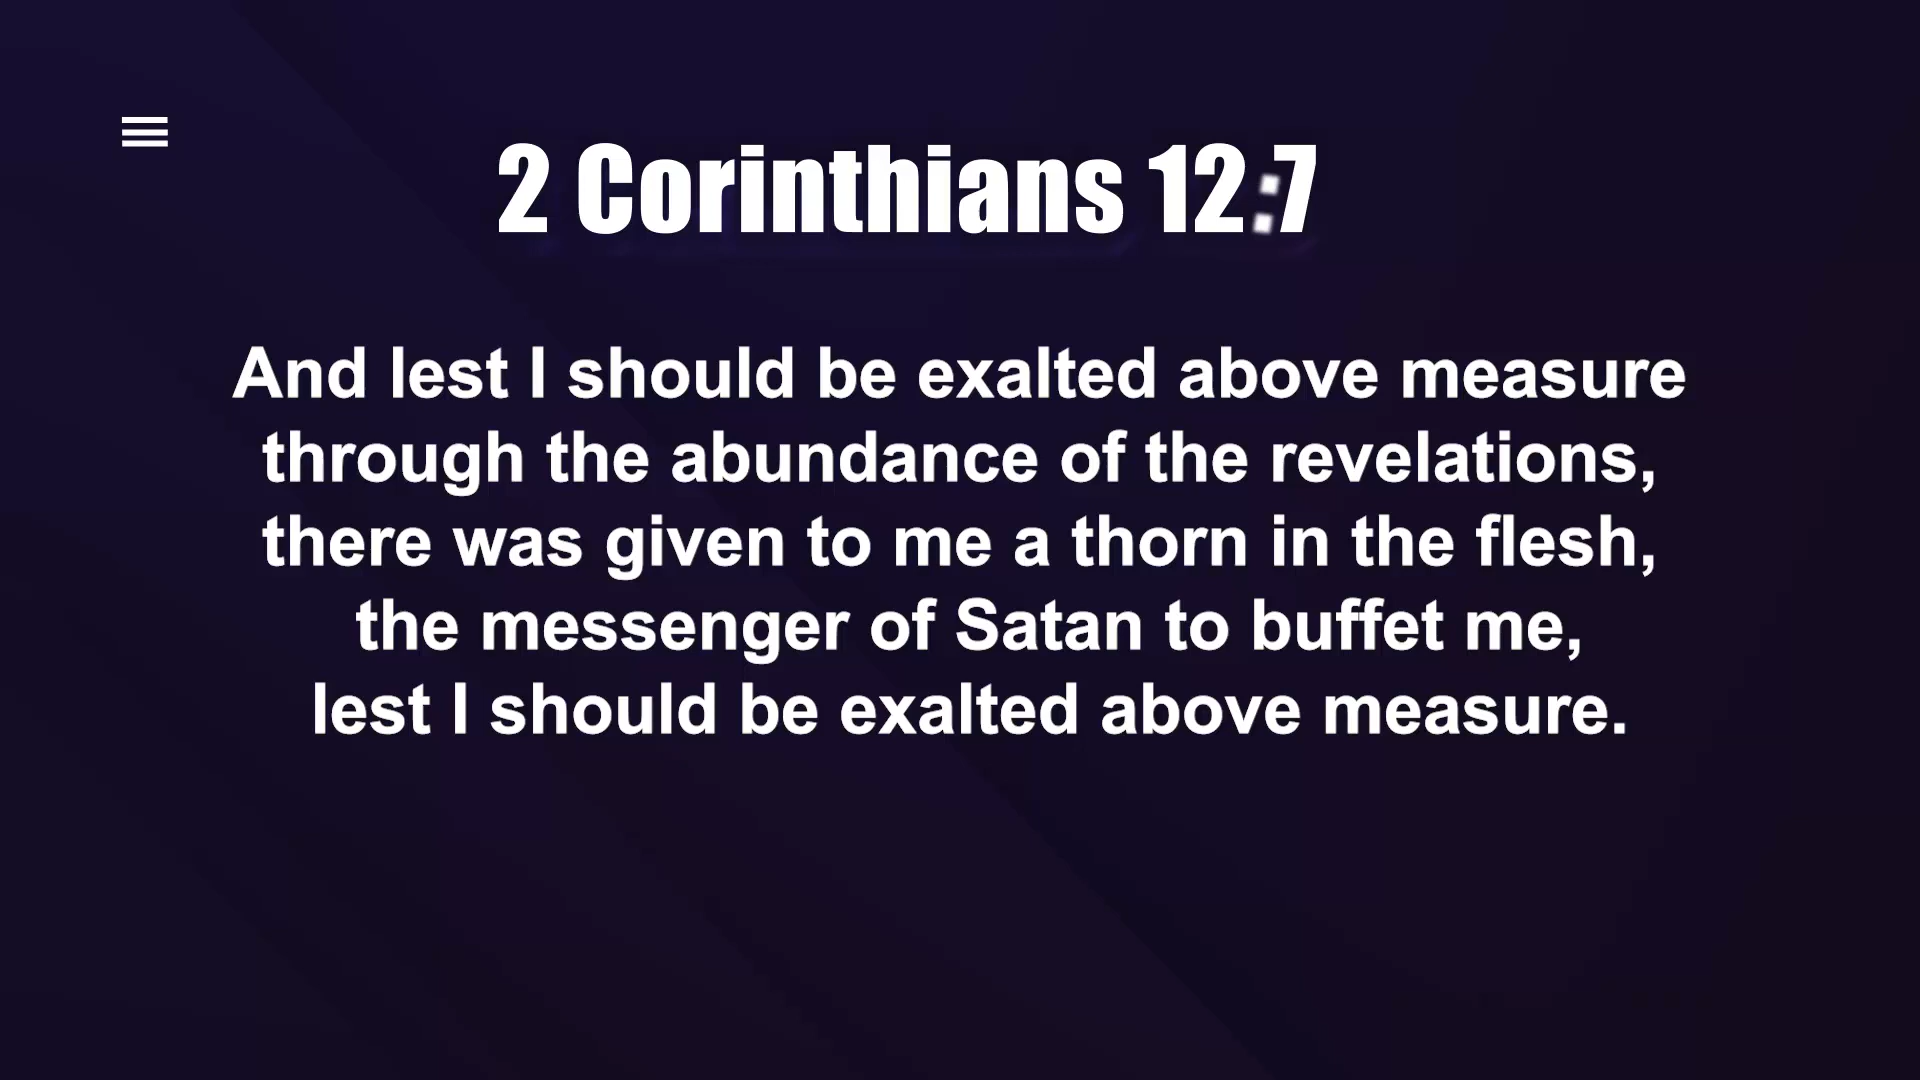 2 Corinthians 12:7
And lest I should be exalted above measure
through the abundance of the revelations,
there was given to me a thorn in the flesh,
the messenger of Satan to buffet me,
lest I should be exalted above measure.